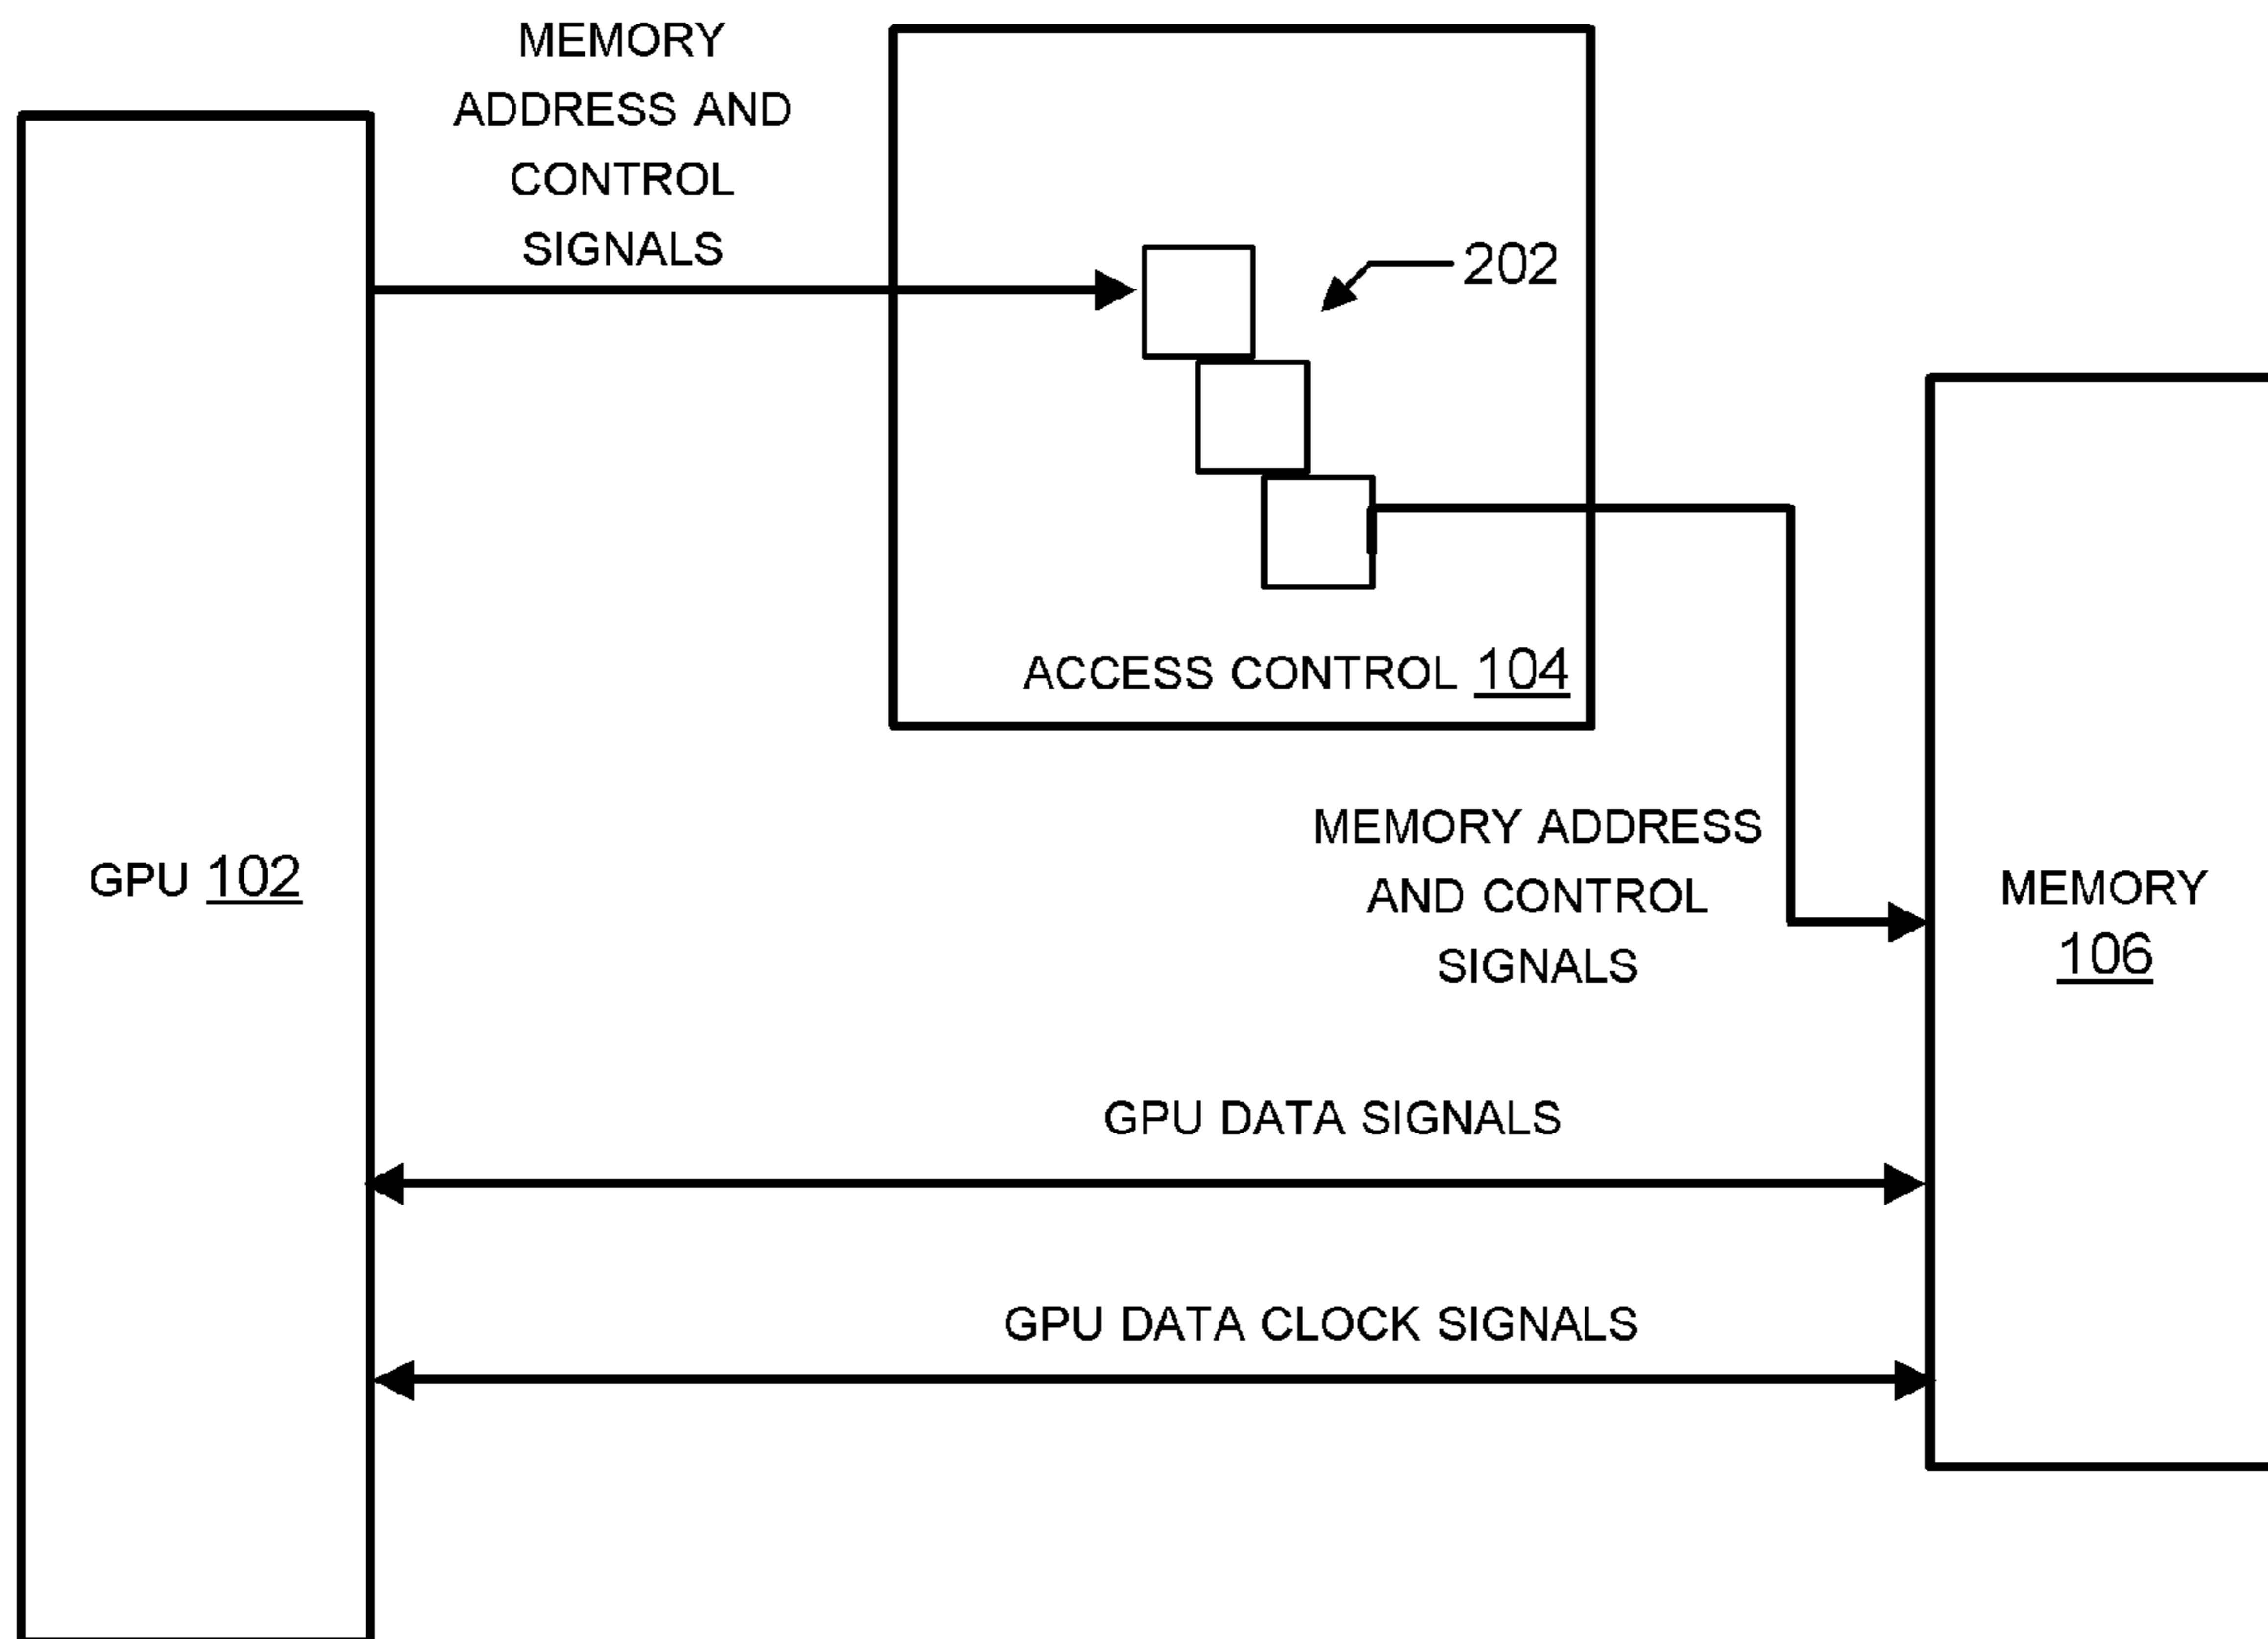 MEMORY
ADDRESS AND
CONTROL
SIGNALS
202
ACCESS CONTROL 104
MEMORY ADDRESS
AND CONTROL
SIGNALS
GPU 102
MEMORY
106
GPU DATA SIGNALS
GPU DATA CLOCK SIGNALS